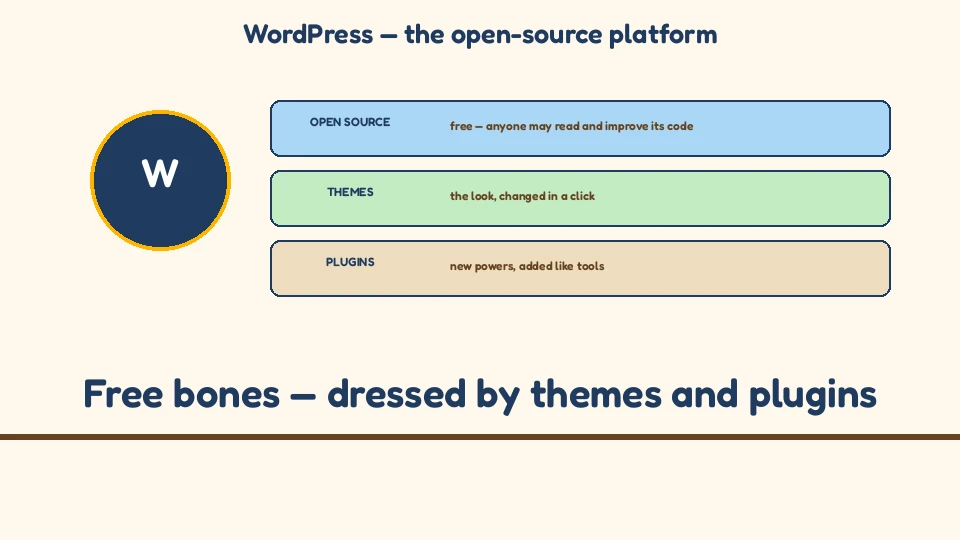 WordPress — the open-source platform
W
OPEN SOURCE
free — anyone may read and improve its code
THEMES
the look, changed in a click
PLUGINS
new powers, added like tools
Free bones — dressed by themes and plugins